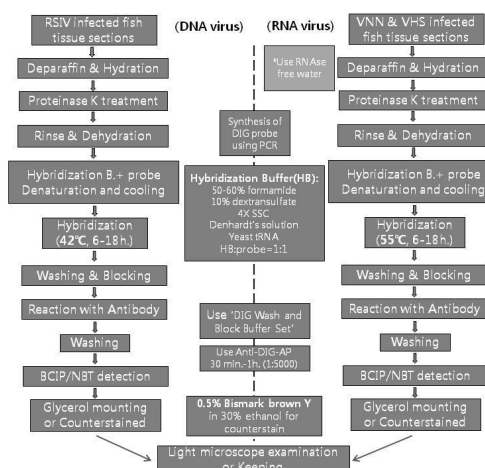 RSIV infected fish
tissue sections
Deparaffin & Hydration
Proteinase K treatment
Rinse & Dehydration
Hybridization B.+ probe
Denaturation and cooling
Hybridization
(42℃, 6-18h.)
Washing & Blocking
Reaction with Antibody
Washing
BCIP/NBT detection
Glycerol mounting
or Counterstained
(DNA virus)
(RNA virus)
*Use RNAse
free water
Synthesis of
DIG probe
using PCR
Hybridization Buffer(HB):
50-60% formamide
10% dextransulfate
4X SSC
Denhardt's solution
Yeast tRNA
HB:probe=1:1
Use 'DIG Wash and
Block Buffer Set'
Use Anti-DIG-AP
30 min.-1h. (1:5000)
0.5% Bismark brown Y
in 30% ethanol for
counterstain
VNN & VHS infected
fish tissue sections
Deparaffin & Hydration
Proteinase K treatment
Rinse & Dehydration
Hybridization B.+ probe
Denaturation and cooling
Hybridization
(55℃, 6-18h.)
Washing & Blocking
Reaction with Antibody
Washing
BCIP/NBT detection
Glycerol mounting
or Counterstained
Light microscope examination
or Keeping